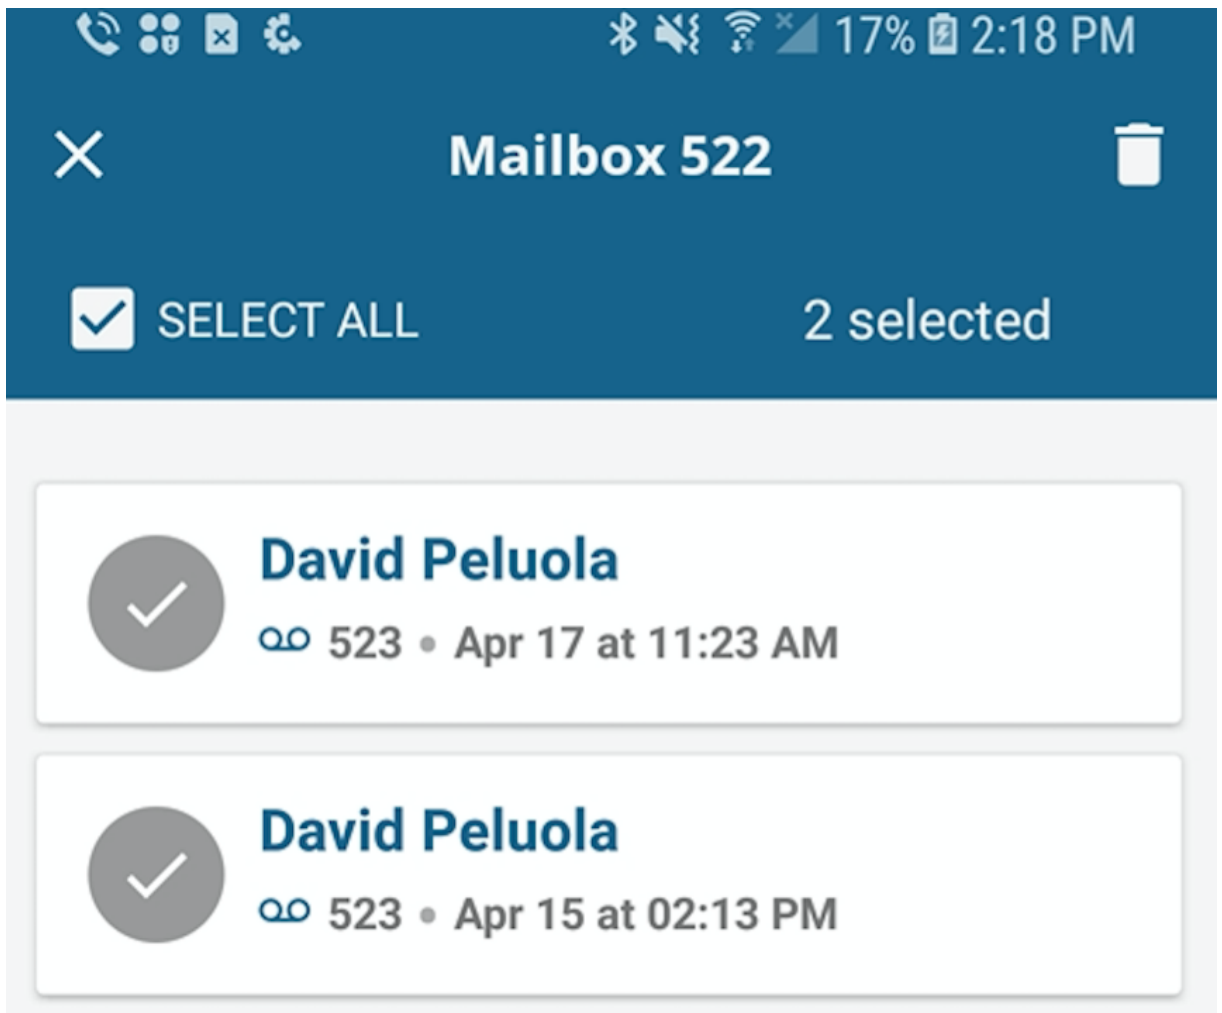 17% 2:18 PM
Mailbox 522
SELECT ALL 2 selected
David Peluola
523 • Apr 17 at 11:23 AM
David Peluola
523 • Apr 15 at 02:13 PM